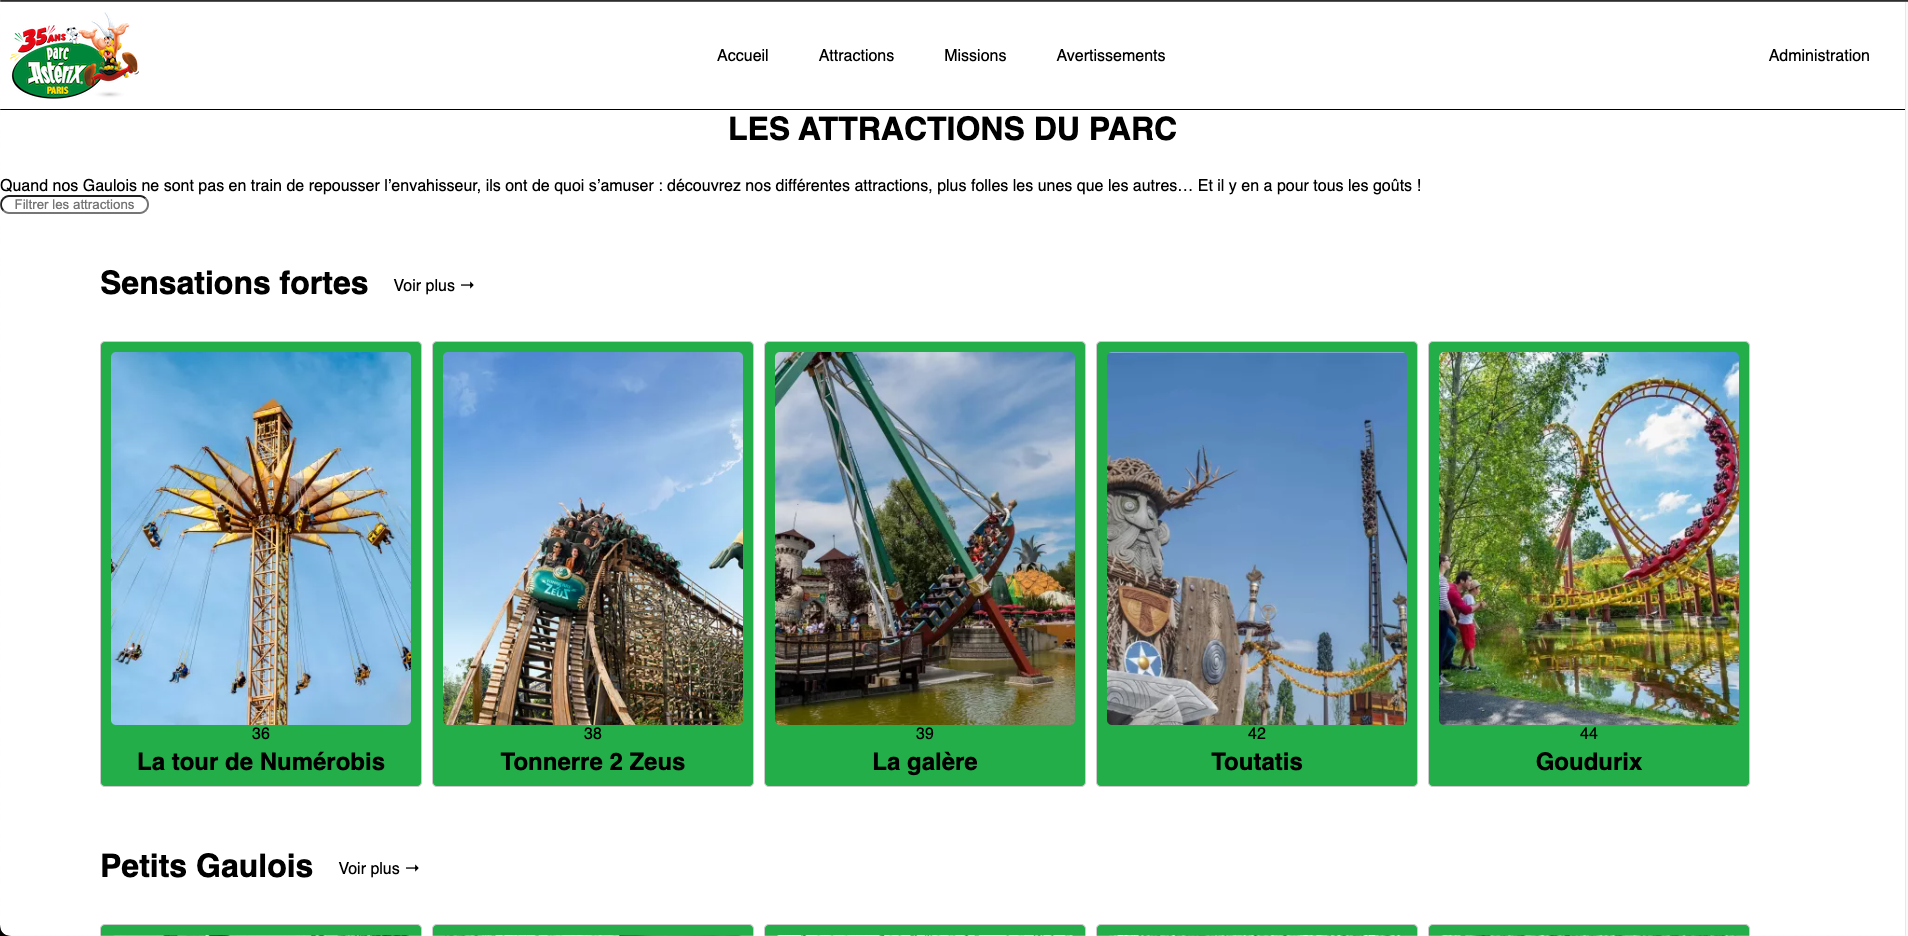 35 ANS
Parc
Astérix
PARIS
Accueil
Attractions
Missions
Avertissements
Administration
LES ATTRACTIONS DU PARC
Quand nos Gaulois ne sont pas en train de repousser l’envahisseur, ils ont de quoi s’amuser : découvrez nos différentes attractions, plus folles les unes que les autres… Et il y en a pour tous les goûts !
Filtrer les attractions
Sensations fortes
Voir plus ➞
ZEUS
36
La tour de Numérobis
38
Tonnerre 2 Zeus
39
La galère
42
Toutatis
44
Goudurix
Petits Gaulois
Voir plus ➞